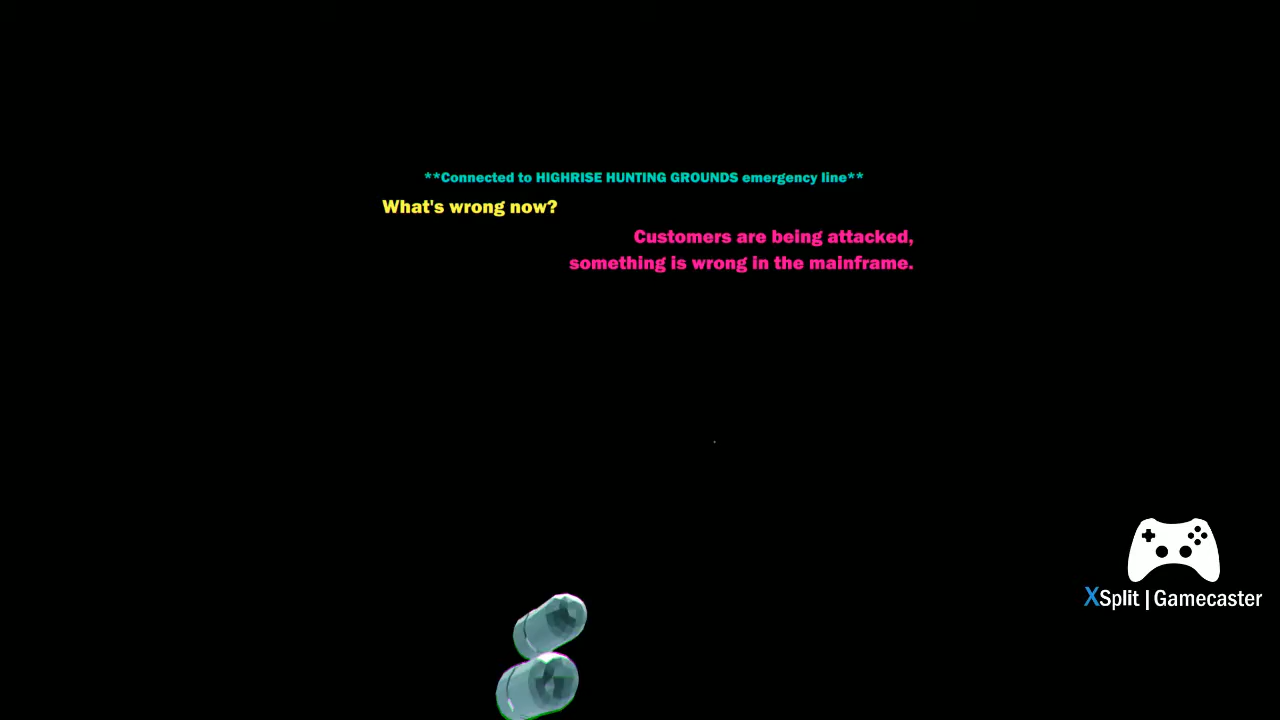 **Connected to HIGHRISE HUNTING GROUNDS emergency line**
What's wrong now?
Customers are being attacked,
something is wrong in the mainframe.
XSplit | Gamecaster